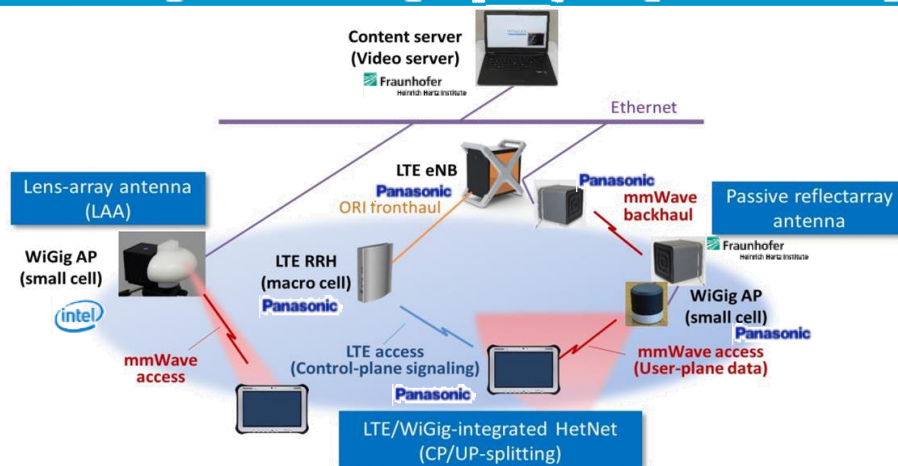 Content server
(Video server)
Fraunhofer
Heinrich Hertz Institute
Ethernet
LTE eNB
Panasonic
ORI fronthaul
Panasonic
mmWave
backhaul
Lens-array antenna
(LAA)
Passive reflectarray
antenna
WiGig AP
(small cell)
intel
LTE RRH
(macro cell)
Panasonic
Fraunhofer
Heinrich Hertz Institute
WiGig AP
(small cell)
Panasonic
mmWave
access
LTE access
(Control-plane signaling)
Panasonic
mmWave access
(User-plane data)
LTE/WiGig-integrated HetNet
(CP/UP-splitting)